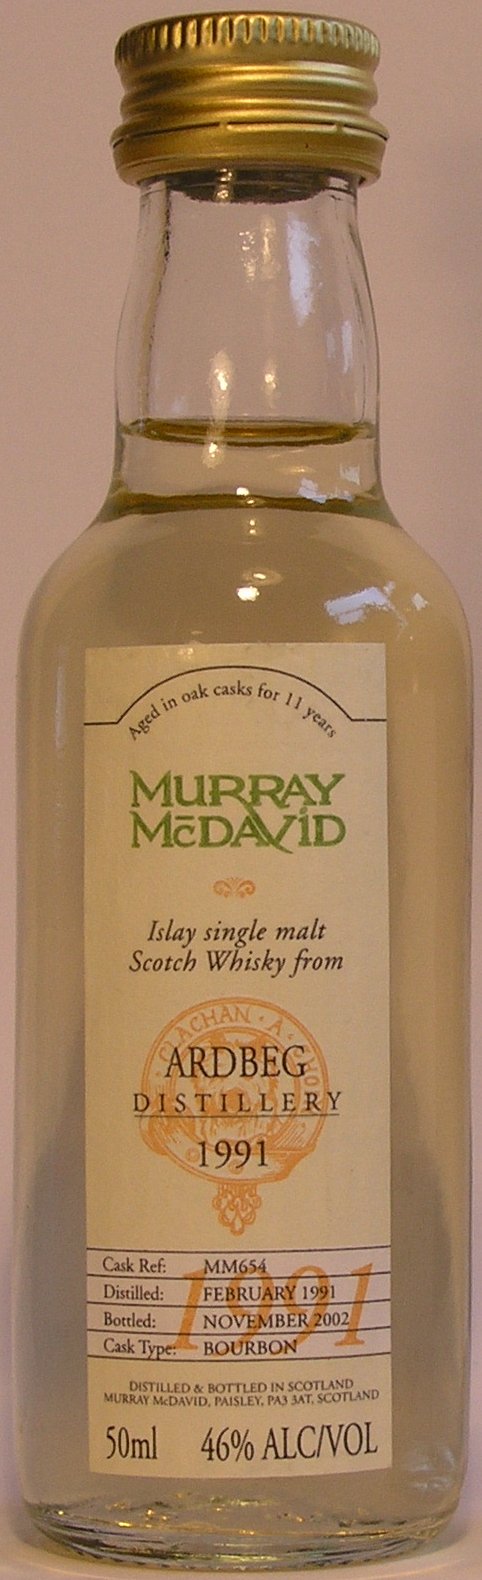 Aged in oak casks for 11 years
MURRAY
McDAVID
Islay single malt
Scotch Whisky from
CLACHAN · A · CHO
ARDBEG
DISTILLERY
1991
1991
Cask Ref: MM654
Distilled: FEBRUARY 1991
Bottled: NOVEMBER 2002
Cask Type: BOURBON
DISTILLED & BOTTLED IN SCOTLAND
MURRAY McDAVID, PAISLEY, PA3 3AT, SCOTLAND
50ml 46% ALC/VOL